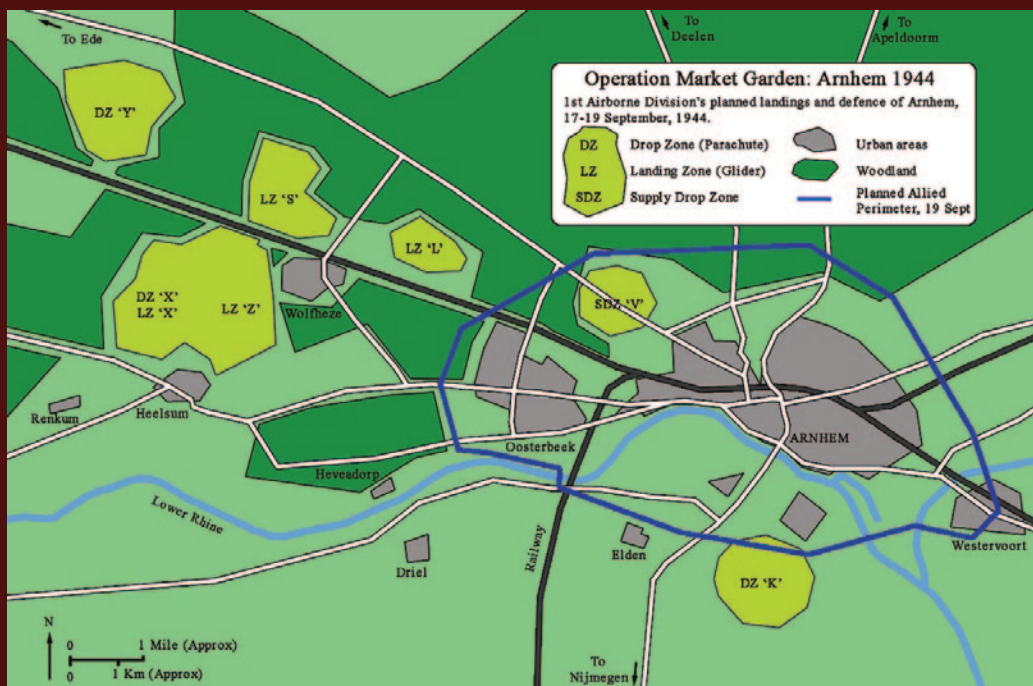 To Ede
To
Deelen
To
Apeldoorm
Operation Market Garden: Arnhem 1944
1st Airborne Division's planned landings and defence of Arnhem,
17-19 September, 1944.
DZ
Drop Zone (Parachute)
LZ
Landing Zone (Glider)
SDZ
Supply Drop Zone
Urban areas
Woodland
Planned Allied
Perimeter, 19 Sept
DZ 'Y'
LZ 'S'
LZ 'L'
DZ 'X'
LZ 'X'
LZ 'Z'
Wolfheze
SDZ 'V'
Renkum
Heelsum
Oosterbeek
ARNHEM
Heveadorp
Lower Rhine
Driel
Railway
Elden
Westervoort
DZ 'K'
N
0
1 Mile (Approx)
0
1 Km (Approx)
To
Nijmegen